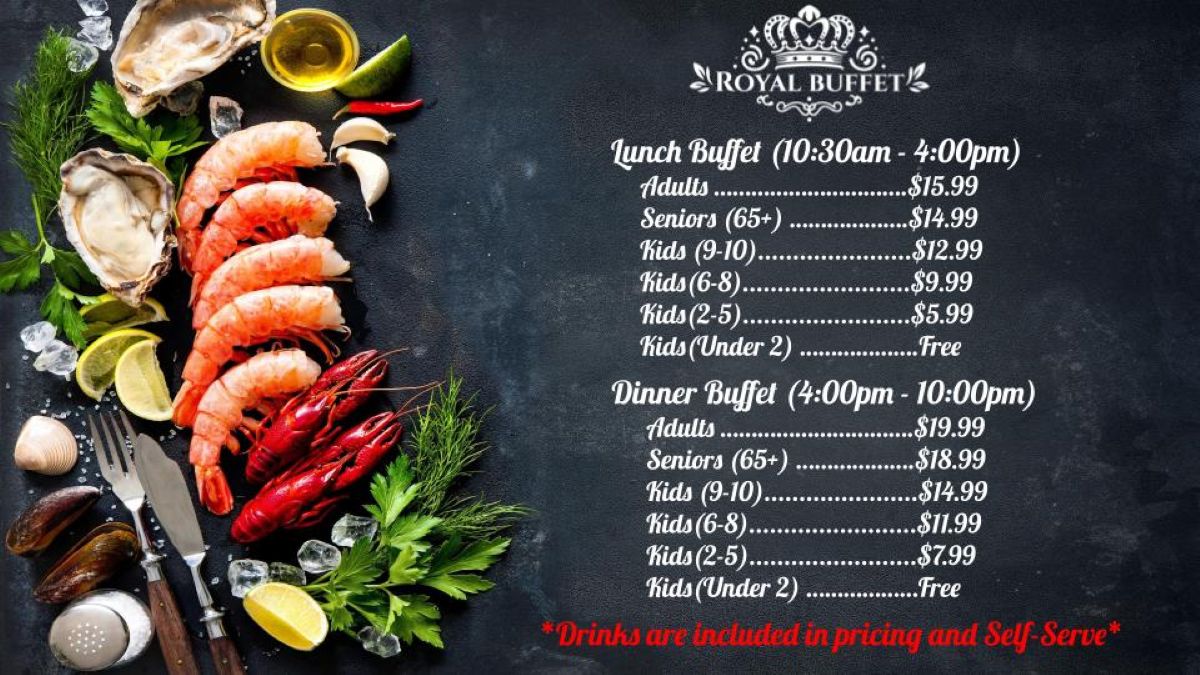 ROYAL BUFFET
Lunch Buffet (10:30am - 4:00pm)
Adults ............................$15.99
Seniors (65+) .................$14.99
Kids (9-10)......................$12.99
Kids(6-8)........................$9.99
Kids(2-5)........................$5.99
Kids(Under 2) .................Free
Dinner Buffet (4:00pm - 10:00pm)
Adults ............................$19.99
Seniors (65+) .................$18.99
Kids (9-10)......................$14.99
Kids(6-8)........................$11.99
Kids(2-5)........................$7.99
Kids(Under 2) ................Free
*Drinks are included in pricing and Self-Serve*